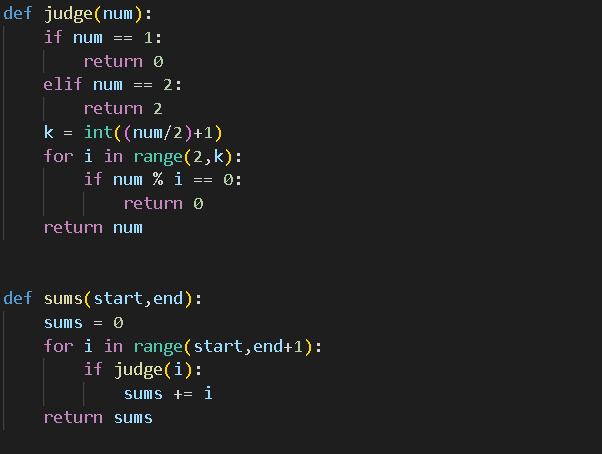 def judge(num):
    if num == 1:
        return 0
    elif num == 2:
        return 2
    k = int((num/2)+1)
    for i in range(2,k):
        if num % i == 0:
            return 0
    return num


def sums(start,end):
    sums = 0
    for i in range(start,end+1):
        if judge(i):
            sums += i
    return sums